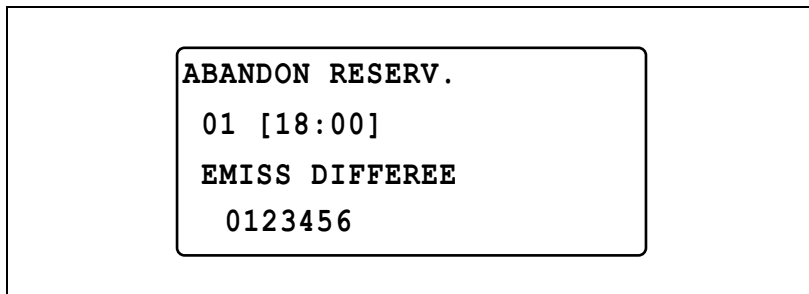 ABANDON RESERV.
01 [18:00]
EMISS DIFFEREE
0123456